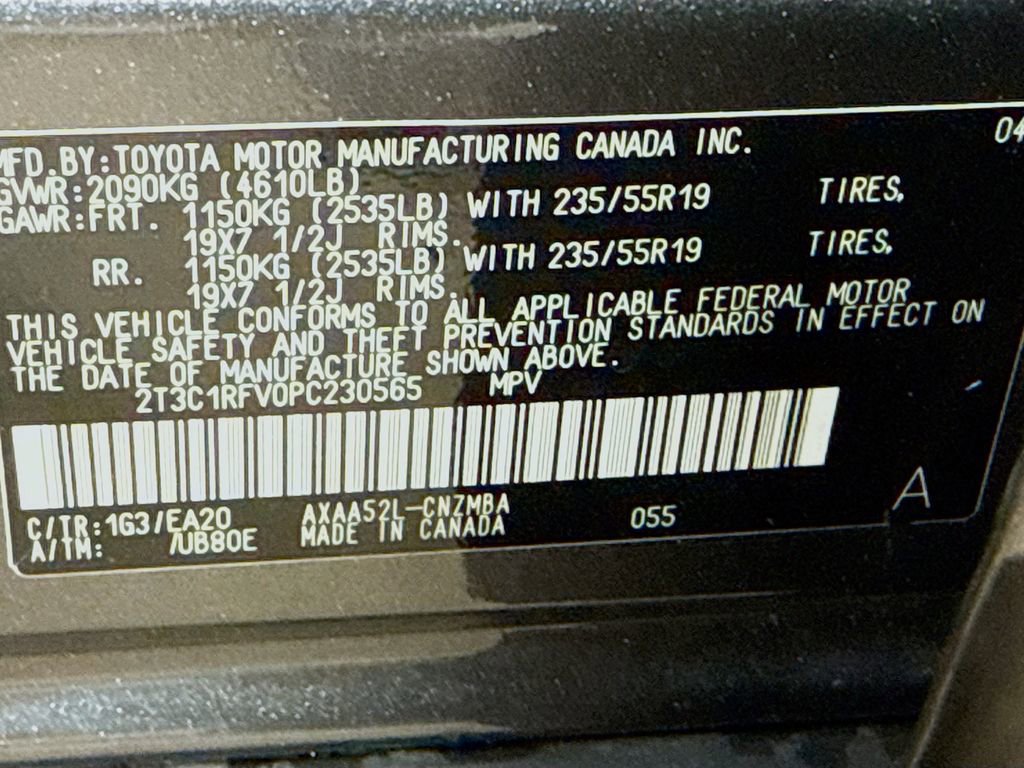 MFD.BY:TOYOTA MOTOR MANUFACTURING CANADA INC. 04
GVWR:2090KG (4610LB)
GAWR:FRT. 1150KG (2535LB) WITH 235/55R19 TIRES,
19X7 1/2J RIMS.
RR. 1150KG (2535LB) WITH 235/55R19 TIRES,
19X7 1/2J RIMS.
THIS VEHICLE CONFORMS TO ALL APPLICABLE FEDERAL MOTOR
VEHICLE SAFETY AND THEFT PREVENTION STANDARDS IN EFFECT ON
THE DATE OF MANUFACTURE SHOWN ABOVE.
2T3C1RFV0PC230565 MPV
C/TR:1G3/EA20 AXAA52L-CNZMBA 055 A
A/TM: /UB80E MADE IN CANADA